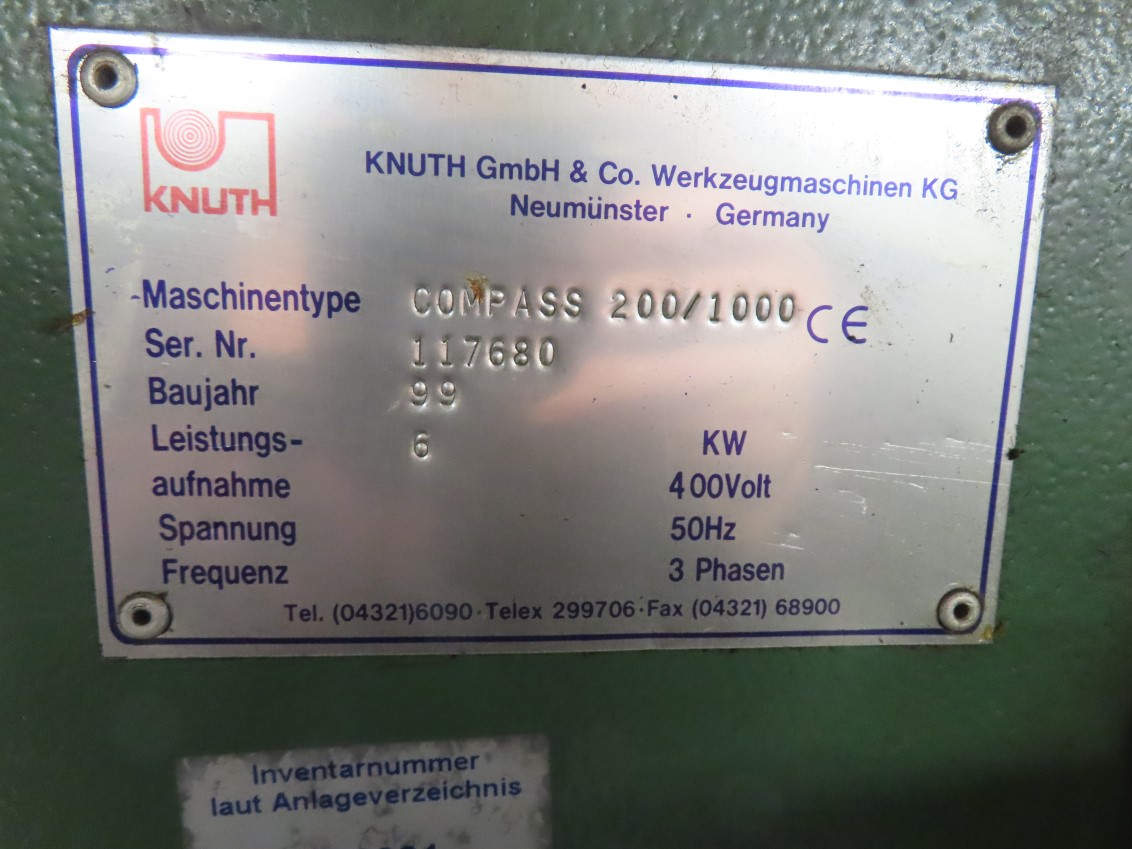 KNUTH
KNUTH GmbH & Co. Werkzeugmaschinen KG
Neumünster · Germany
Maschinentype COMPASS 200/1000 CE
Ser. Nr. 117680
Baujahr 99
Leistungs- 6 KW
aufnahme 400Volt
Spannung 50Hz
Frequenz 3 Phasen
Tel. (04321)6090 · Telex 299706 · Fax (04321) 68900
Inventarnummer
laut Anlageverzeichnis